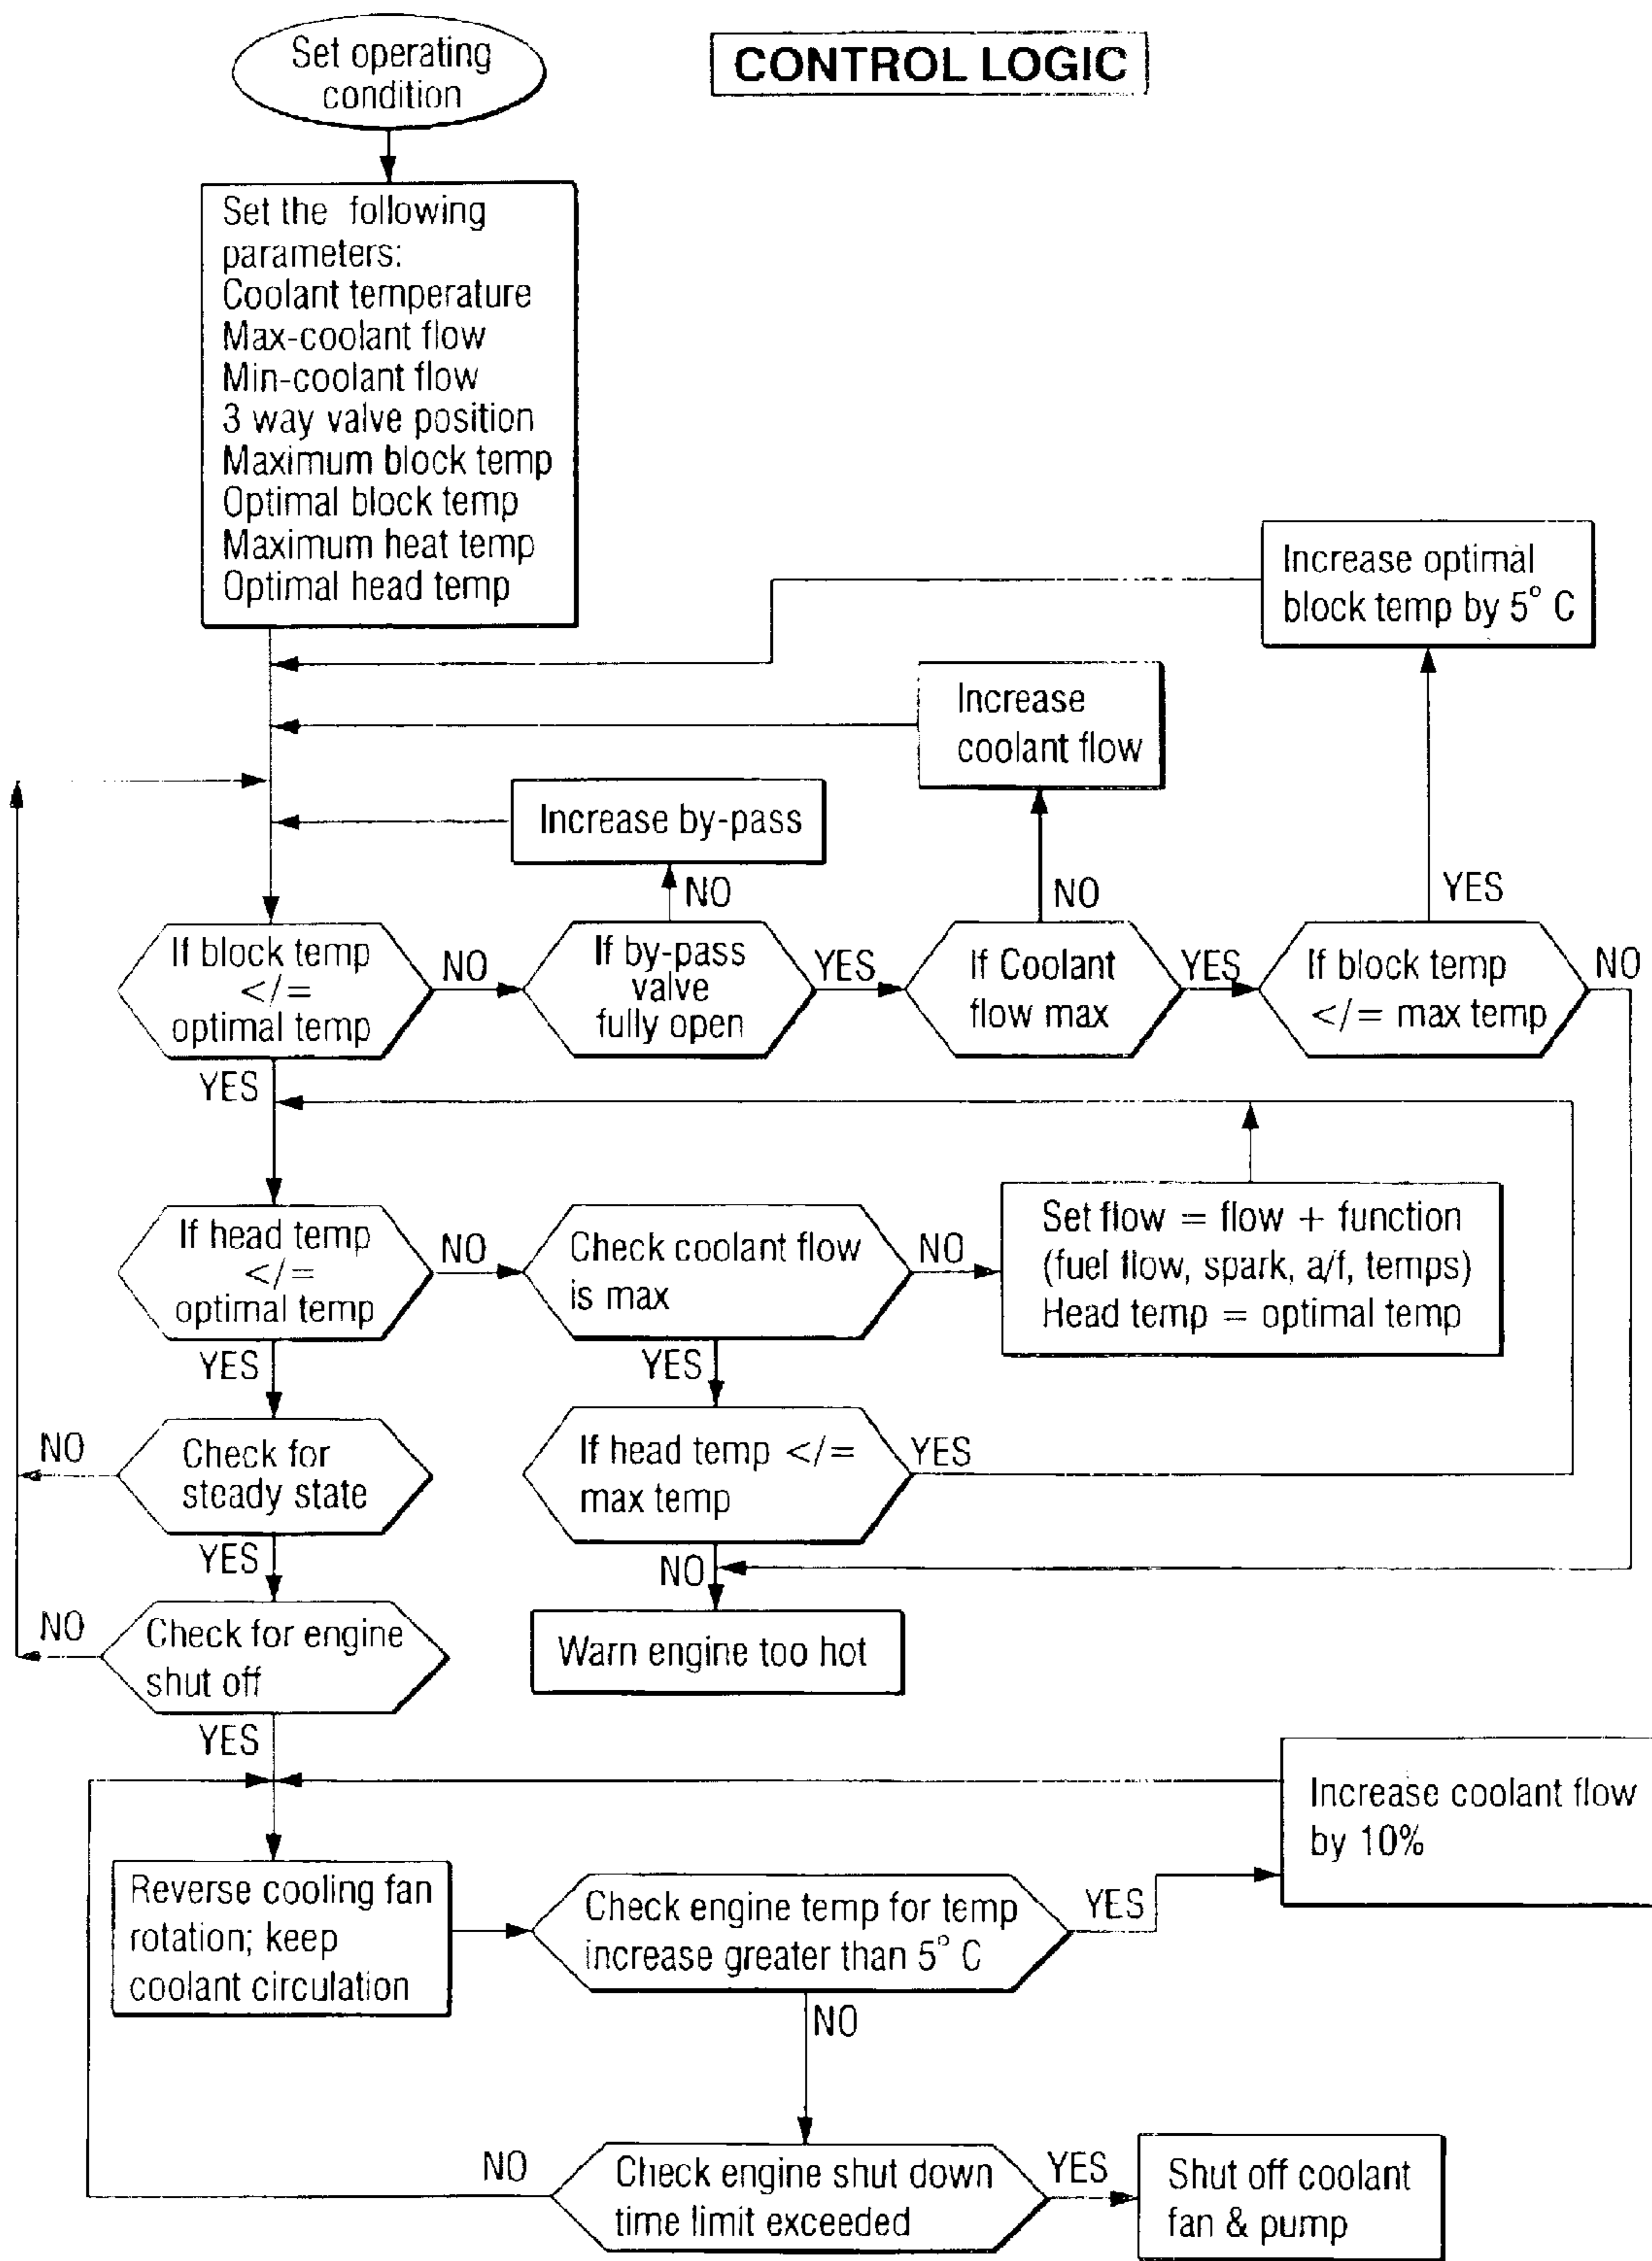 Set operating
condition
CONTROL LOGIC
Set the following
parameters:
Coolant temperature
Max-coolant flow
Min-coolant flow
3 way valve position
Maximum block temp
Optimal block temp
Maximum heat temp
Optimal head temp
Increase optimal
block temp by 5° C
Increase
coolant flow
Increase by-pass
NO
NO
YES
If block temp
</=
optimal temp
NO
If by-pass
valve
fully open
YES
If Coolant
flow max
YES
If block temp
</= max temp
NO
YES
If head temp
</=
optimal temp
NO
Check coolant flow
is max
NO
Set flow = flow + function
(fuel flow, spark, a/f, temps)
Head temp = optimal temp
YES
YES
NO
Check for
steady state
If head temp </=
max temp
YES
YES
NO
NO
Check for engine
shut off
Warn engine too hot
YES
Increase coolant flow
by 10%
Reverse cooling fan
rotation; keep
coolant circulation
Check engine temp for temp
increase greater than 5° C
YES
NO
NO
Check engine shut down
time limit exceeded
YES
Shut off coolant
fan & pump